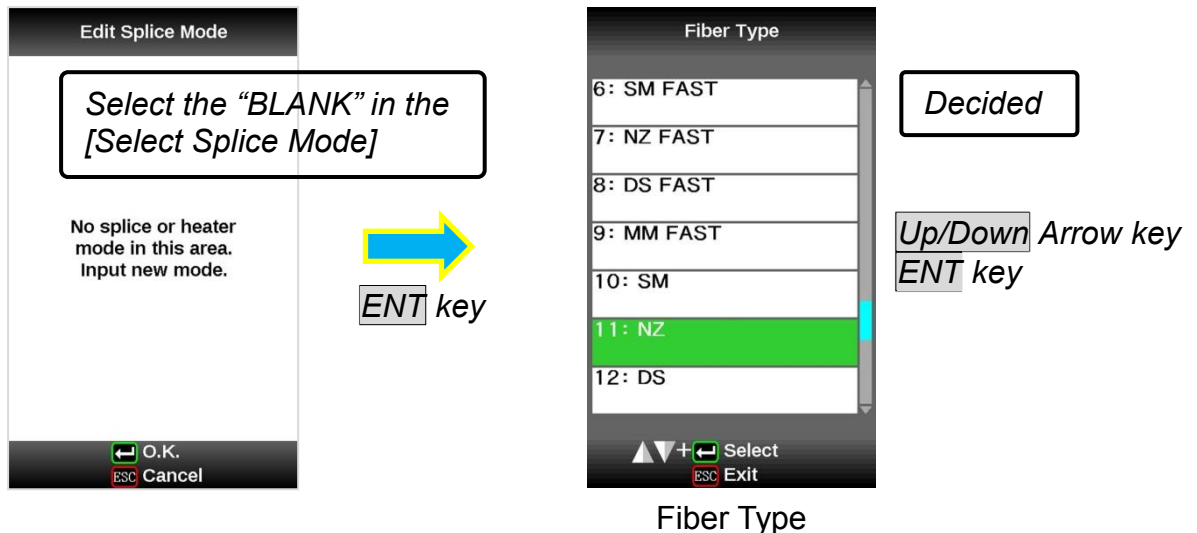 Edit Splice Mode
Select the “BLANK” in the
[Select Splice Mode]
No splice or heater
mode in this area.
Input new mode.
O.K.
ESC Cancel
ENT key
Fiber Type
6: SM FAST
7: NZ FAST
8: DS FAST
9: MM FAST
10: SM
11: NZ
12: DS
+ Select
ESC Exit
Fiber Type
Decided
Up/Down Arrow key
ENT key